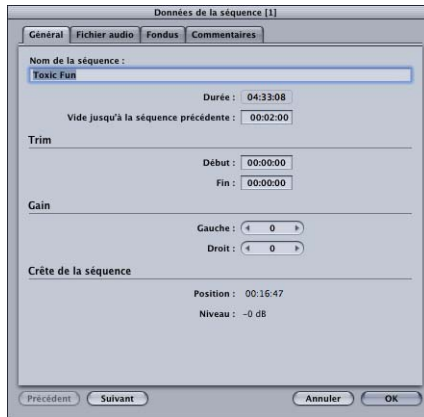 Données de la séquence [1]
Général Fichier audio Fondus Commentaires
Nom de la séquence :
Toxic Fun
Durée : 04:33:08
Vide jusqu'à la séquence précédente : 00:02:00
Trim
Début : 00:00:00
Fin : 00:00:00
Gain
Gauche : 0
Droit : 0
Crête de la séquence
Position : 00:16:47
Niveau : -0 dB
Précédent Suivant Annuler OK